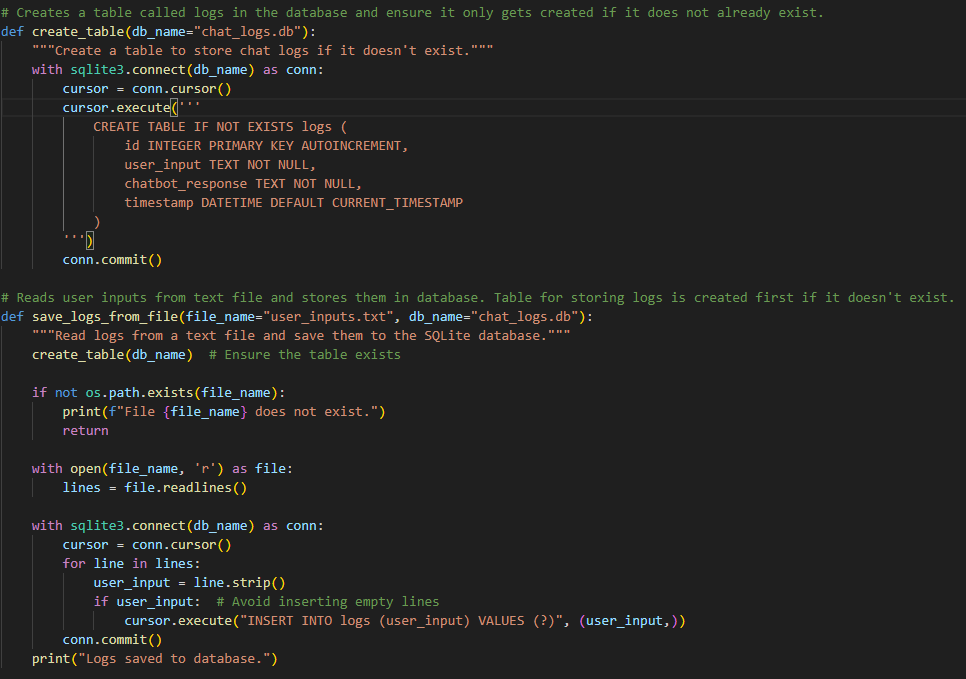 # Creates a table called logs in the database and ensure it only gets created if it does not already exist.
def create_table(db_name="chat_logs.db"):
    """Create a table to store chat logs if it doesn't exist."""
    with sqlite3.connect(db_name) as conn:
        cursor = conn.cursor()
        cursor.execute('''
            CREATE TABLE IF NOT EXISTS logs (
                id INTEGER PRIMARY KEY AUTOINCREMENT,
                user_input TEXT NOT NULL,
                chatbot_response TEXT NOT NULL,
                timestamp DATETIME DEFAULT CURRENT_TIMESTAMP
            )
        ''')
        conn.commit()

# Reads user inputs from text file and stores them in database. Table for storing logs is created first if it doesn't exist.
def save_logs_from_file(file_name="user_inputs.txt", db_name="chat_logs.db"):
    """Read logs from a text file and save them to the SQLite database."""
    create_table(db_name)  # Ensure the table exists

    if not os.path.exists(file_name):
        print(f"File {file_name} does not exist.")
        return

    with open(file_name, 'r') as file:
        lines = file.readlines()

    with sqlite3.connect(db_name) as conn:
        cursor = conn.cursor()
        for line in lines:
            user_input = line.strip()
            if user_input:  # Avoid inserting empty lines
                cursor.execute("INSERT INTO logs (user_input) VALUES (?)", (user_input,))
        conn.commit()
    print("Logs saved to database.")